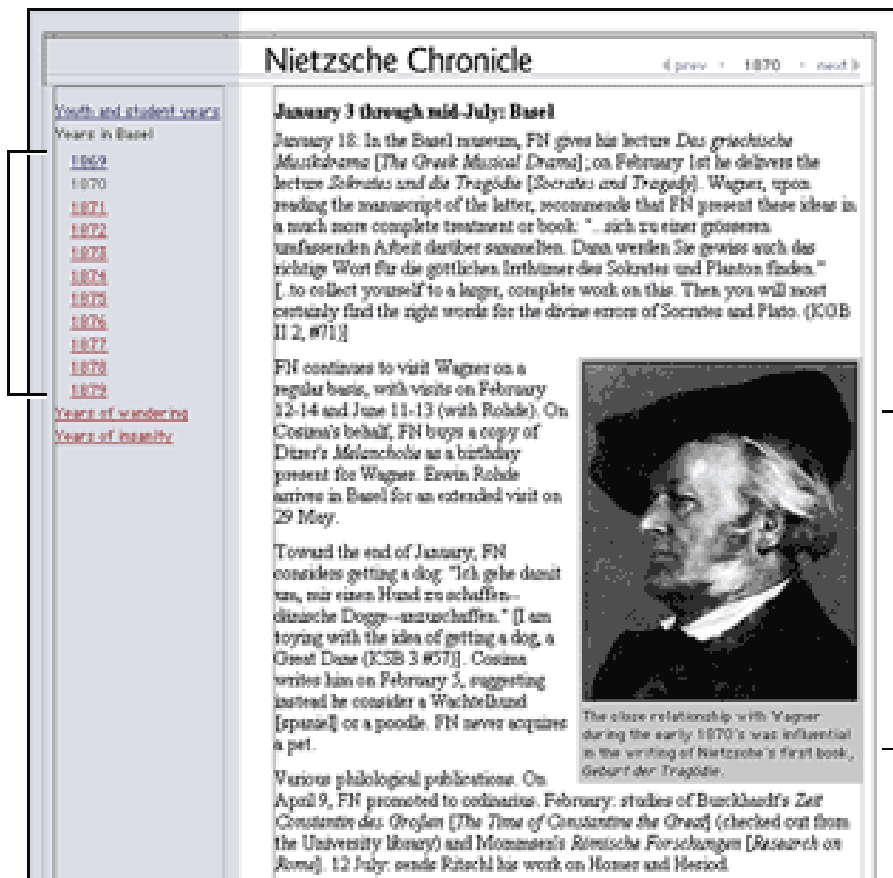 Nietzsche Chronicle
prev 1870 next
Youth and student years
Years in Basel
1869
1870
1871
1872
1873
1874
1875
1876
1877
1878
1879
Years of wandering
Years of insanity
January 3 through mid-July: Basel
January 18: In the Basel museum, FN gives his lecture Das griechische
Musikdrama [The Greek Musical Drama]; on February 1st he delivers the
lecture Sokrates und die Tragödie [Socrates and Tragedy]. Wagner, upon
reading the manuscript of the latter, recommends that FN present these ideas in
a much more complete treatment or book: "...sich zu einer grösseren
umfassenden Arbeit darüber sammelten. Dann werden Sie gewiss auch das
richtige Wort für die göttlichen Irrthümer des Sokrates und Planton finden."
[..to collect yourself to a larger, complete work on this. Then you will most
certainly find the right words for the divine errors of Socrates and Plato. (KGB
II 2, #71)]
FN continues to visit Wagner on a
regular basis, with visits on February
12-14 and June 11-13 (with Rohde). On
Cosima's behalf, FN buys a copy of
Dürer's Melancholie as a birthday
present for Wagner. Erwin Rohde
arrives in Basel for an extended visit on
29 May.
Toward the end of January, FN
considers getting a dog: "Ich gehe damit
um, mir einen Hund zu schaffen--
dänische Dogge--anzuschaffen." [I am
toying with the idea of getting a dog, a
Great Dane (KSB 3 #57)]. Cosima
writes him on February 5, suggesting
instead he consider a Wachtelhund
[spaniel] or a poodle. FN never acquires
a pet.
The close relationship with Wagner
during the early 1870's was influential
in the writing of Nietzsche's first book,
Geburt der Tragödie.
Various philological publications. On
April 9, FN promoted to ordinarius. February: studies of Burckhardt's Zeit
Constantin des Großen [The Time of Constantine the Great] (checked out from
the University library) and Mommsen's Römische Forschungen [Research on
Rome]. 12 July: sends Ritschl his work on Homer and Hesiod.